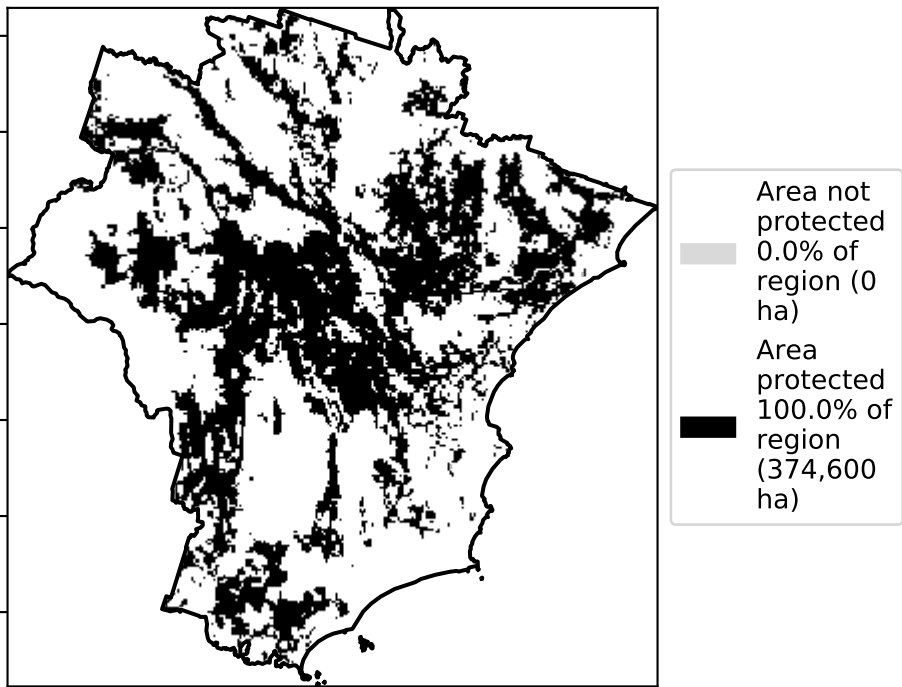 Area not
protected
0.0% of
region (0
ha)
Area
protected
100.0% of
region
(374,600
ha)